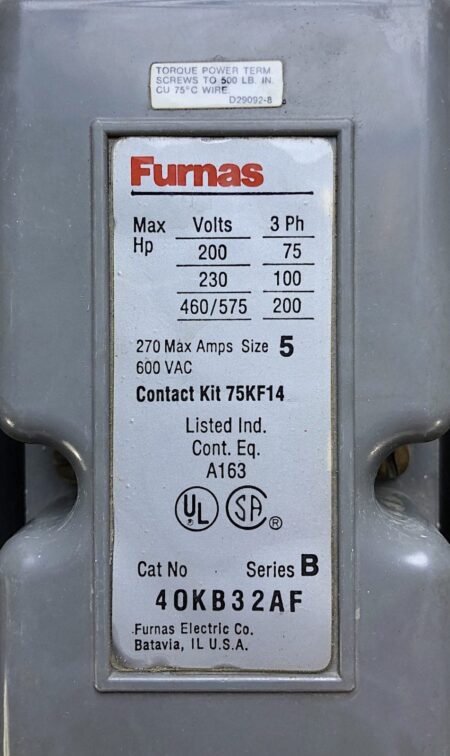 TORQUE POWER TERM.
SCREWS TO 500 LB. IN.
CU 75°C WIRE
D29092-8
Furnas
Max Volts 3 Ph
Hp 200 75
230 100
460/575 200
270 Max Amps Size 5
600 VAC
Contact Kit 75KF14
Listed Ind.
Cont. Eq.
A163
UL SA ®
Cat No Series B
40KB32AF
Furnas Electric Co.
Batavia, IL U.S.A.